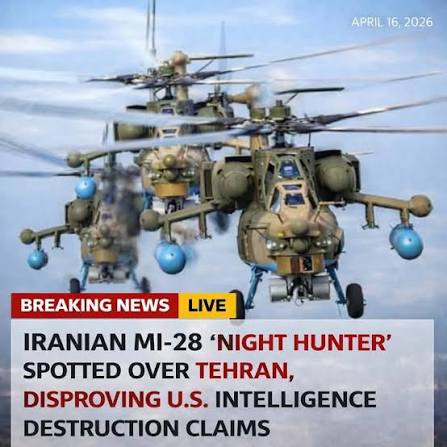 APRIL 16, 2026
BREAKING NEWS LIVE
IRANIAN MI-28 ‘NIGHT HUNTER’
SPOTTED OVER TEHRAN,
DISPROVING U.S. INTELLIGENCE
DESTRUCTION CLAIMS